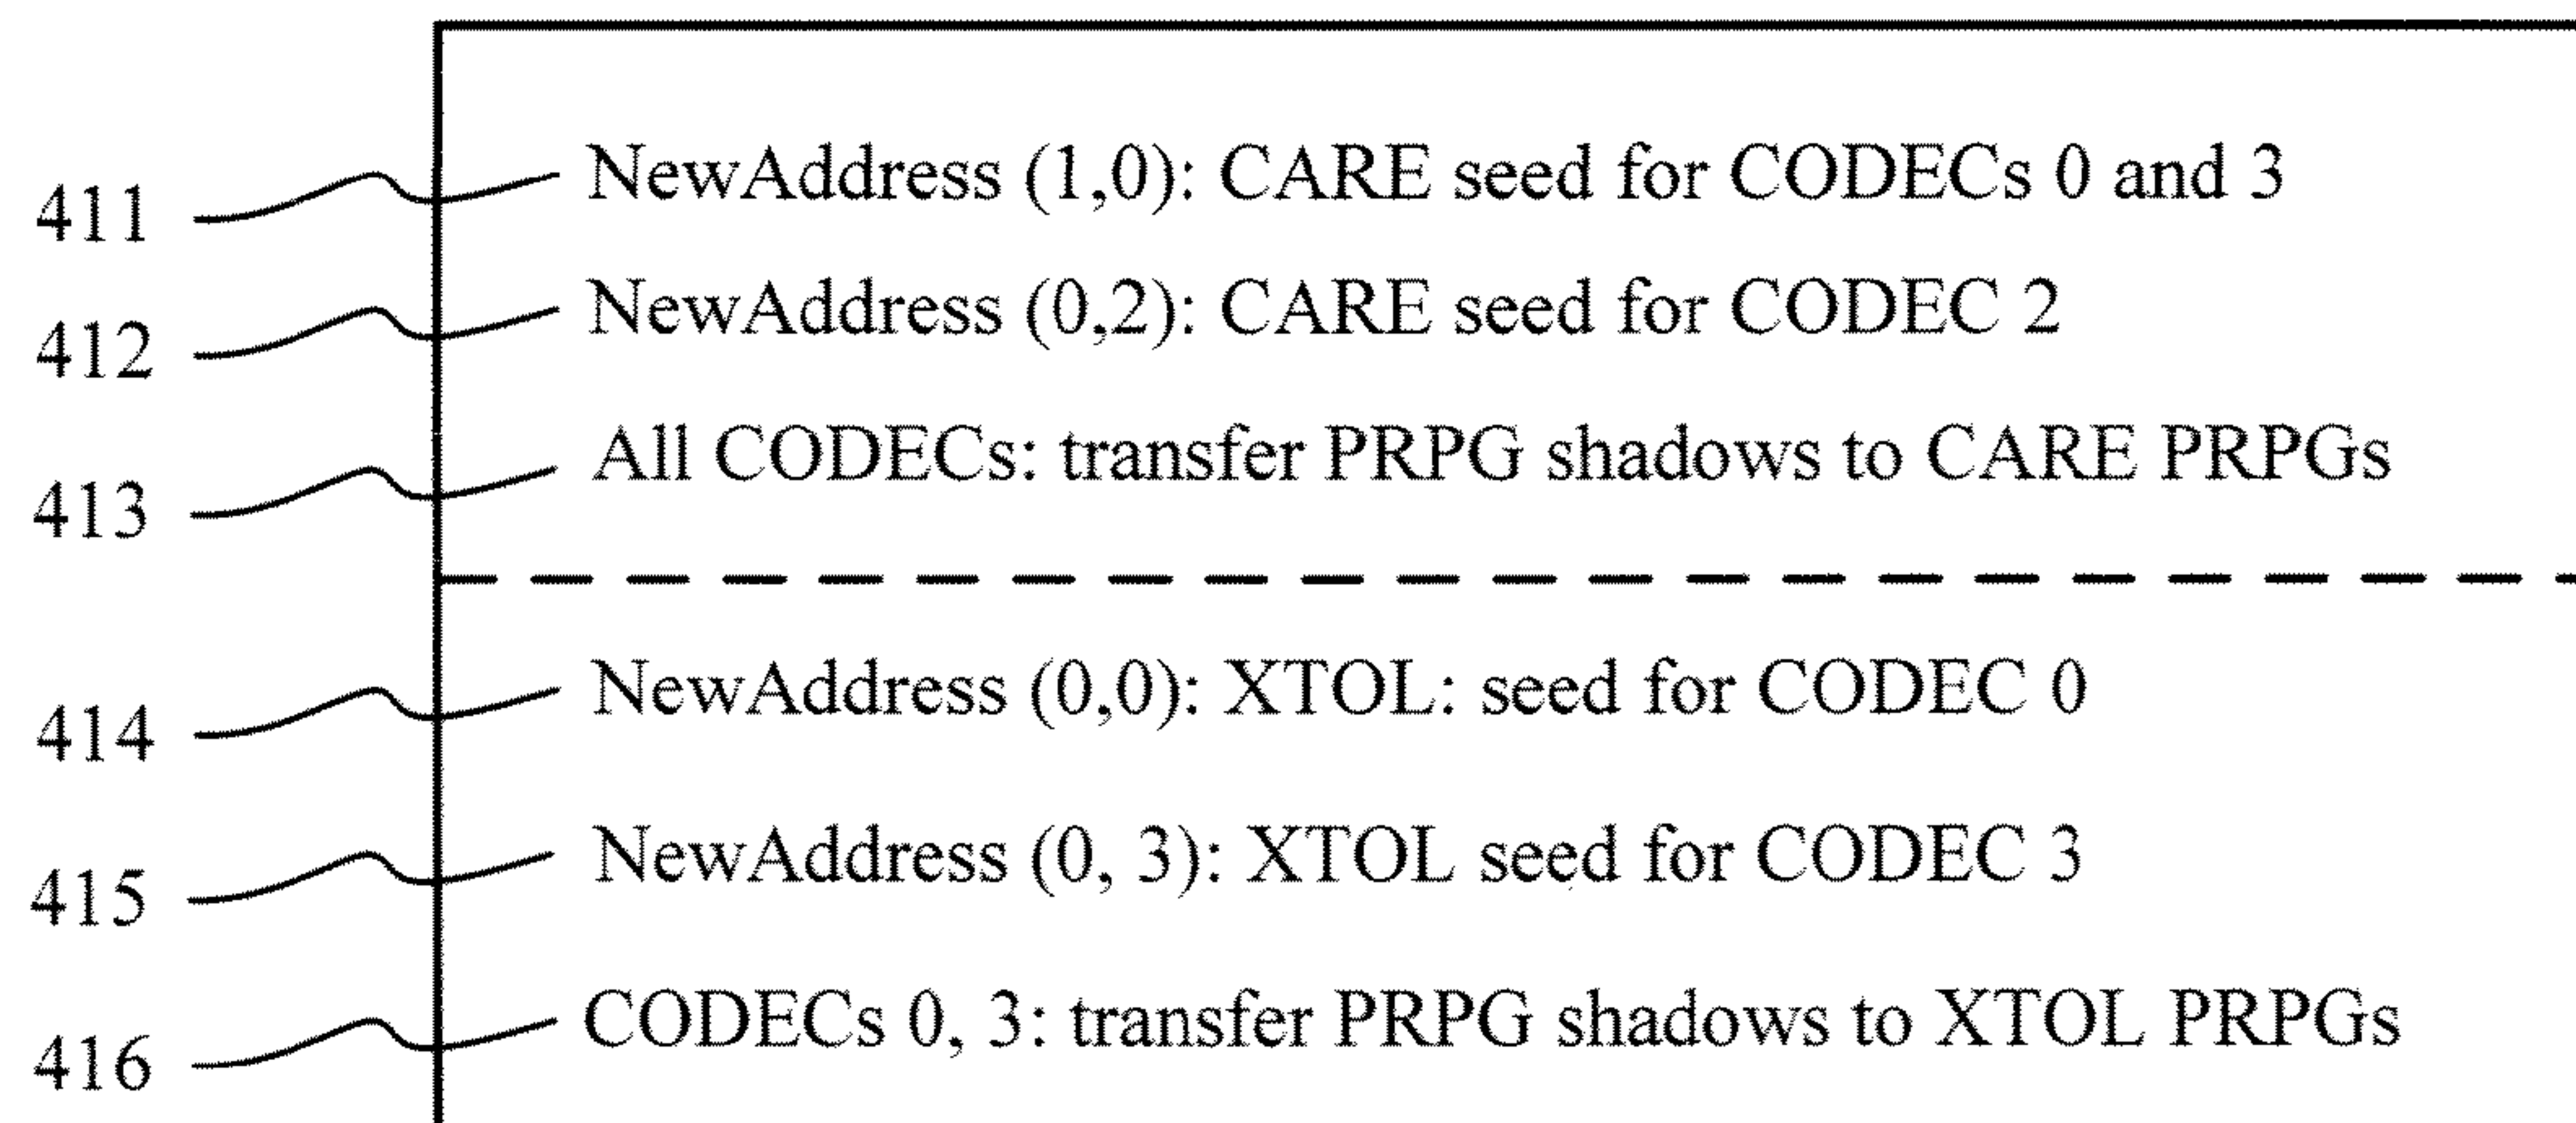 411 NewAddress (1,0): CARE seed for CODECs 0 and 3
412 NewAddress (0,2): CARE seed for CODEC 2
413 All CODECs: transfer PRPG shadows to CARE PRPGs
414 NewAddress (0,0): XTOL: seed for CODEC 0
415 NewAddress (0, 3): XTOL seed for CODEC 3
416 CODECs 0, 3: transfer PRPG shadows to XTOL PRPGs